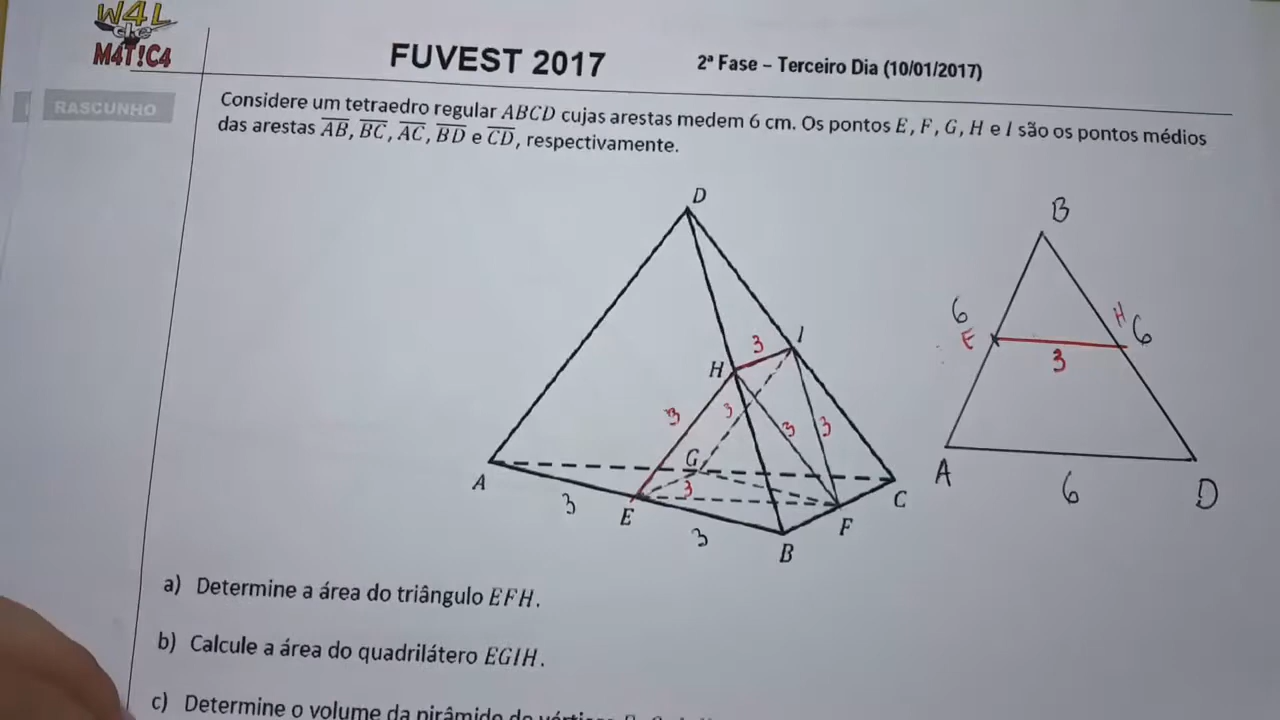 W4L
cke
M4T!C4
FUVEST 2017
2ª Fase – Terceiro Dia (10/01/2017)
RASCUNHO
Considere um tetraedro regular ABCD cujas arestas medem 6 cm. Os pontos E, F, G, H e I são os pontos médios
das arestas AB, BC, AC, BD e CD, respectivamente.
D
B
6
H
6
E
3
3
I
H
3
3
3
3
G
3
A
E
F
C
B
3
3
A
6
D
a) Determine a área do triângulo EFH.
b) Calcule a área do quadrilátero EGIH.
c) Determine o volume da pirâmide de